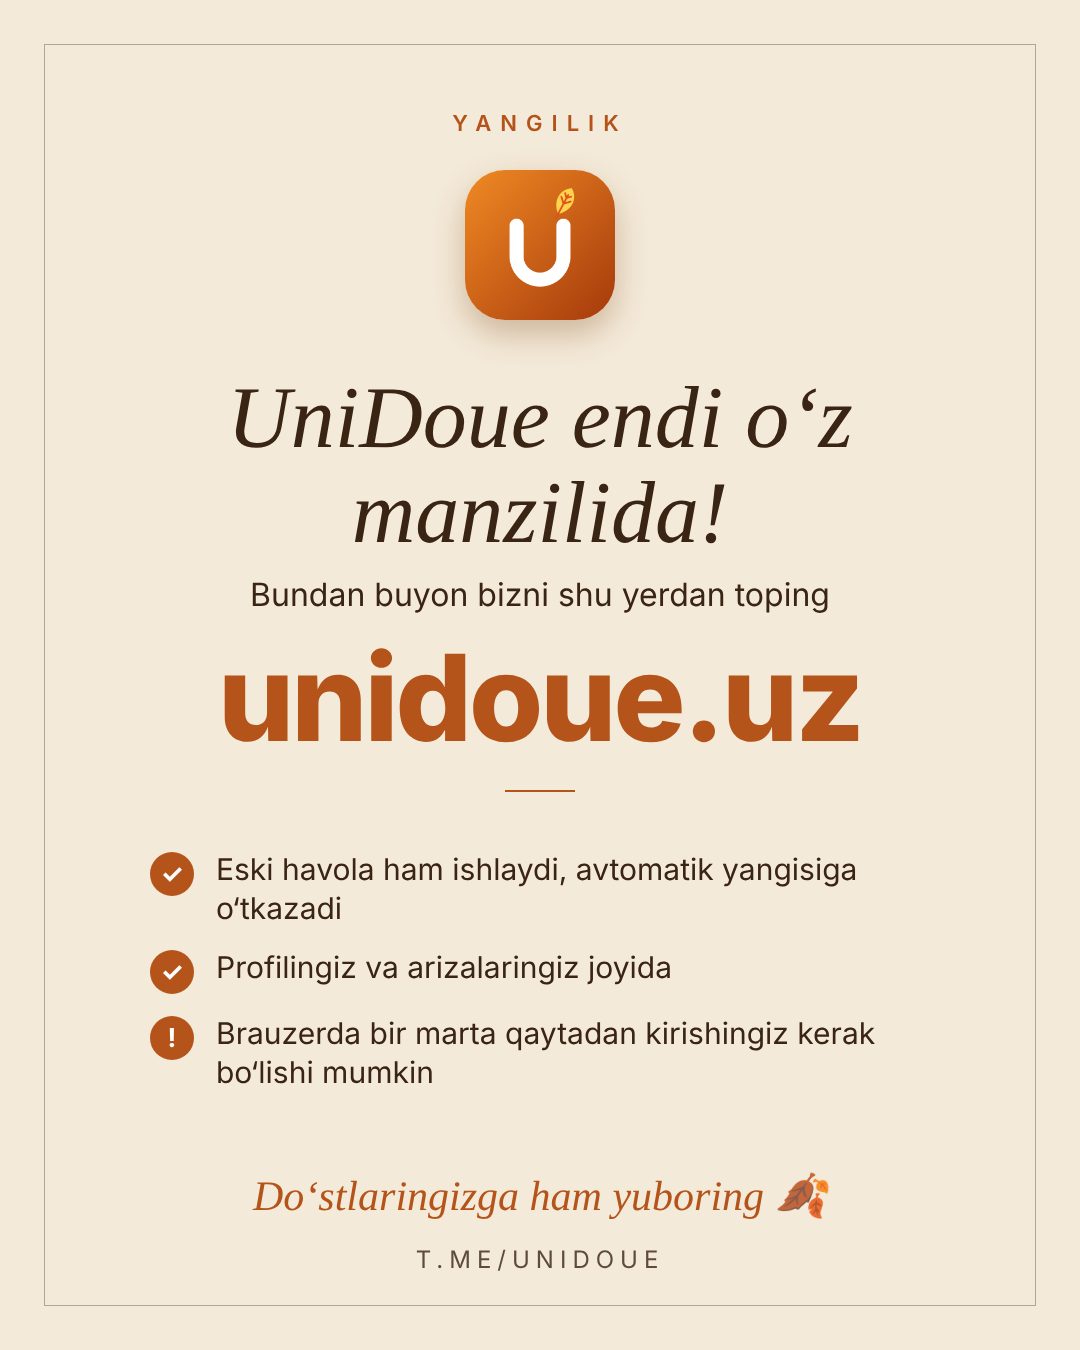 YANGILIK
U
UniDoue endi o‘z
manzilida!
Bundan buyon bizni shu yerdan toping
unidoue.uz
Eski havola ham ishlaydi, avtomatik yangisiga
o‘tkazadi
Profilingiz va arizalaringiz joyida
! Brauzerda bir marta qaytadan kirishingiz kerak
bo‘lishi mumkin
Do‘stlaringizga ham yuboring 🍂
T.ME/UNIDOUE